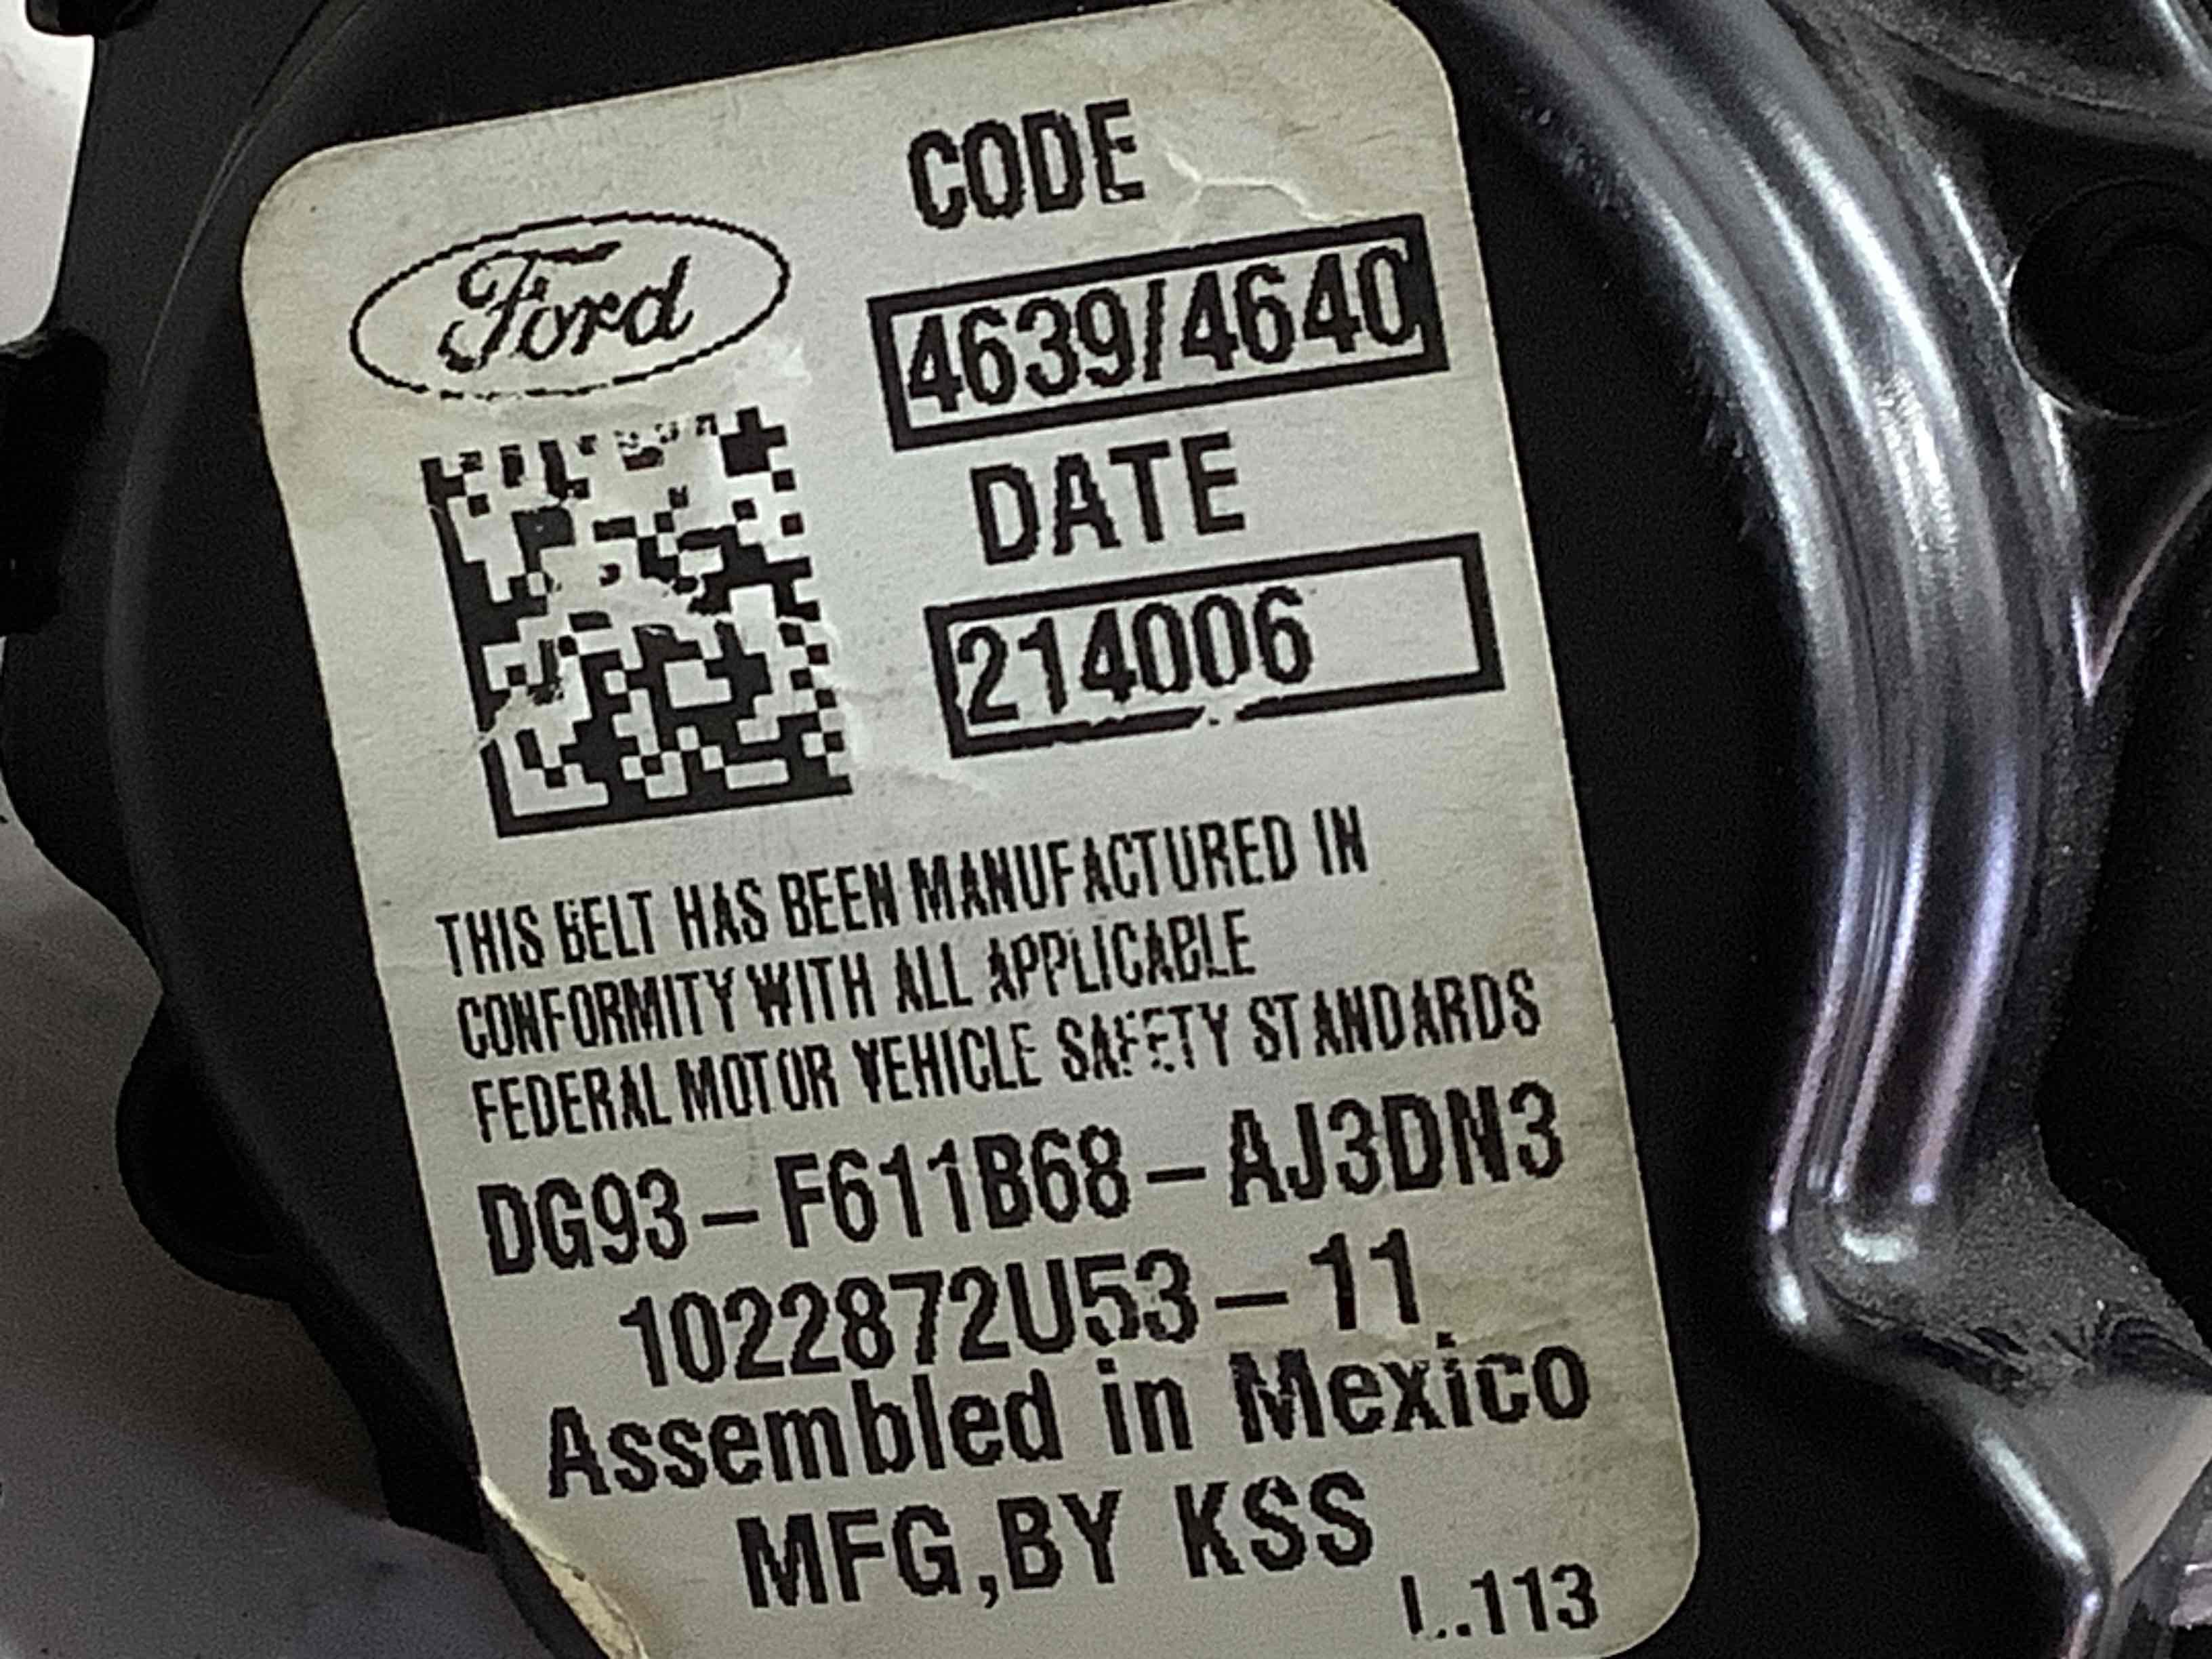 CODE
Ford
4639/4640
DATE
214006
THIS BELT HAS BEEN MANUFACTURED IN
CONFORMITY WITH ALL APPLICABLE
FEDERAL MOTOR VEHICLE SAFETY STANDARDS
DG93-F611B68-AJ3DN3
1022872U53-11
Assembled in Mexico
MFG,BY KSS
L.113